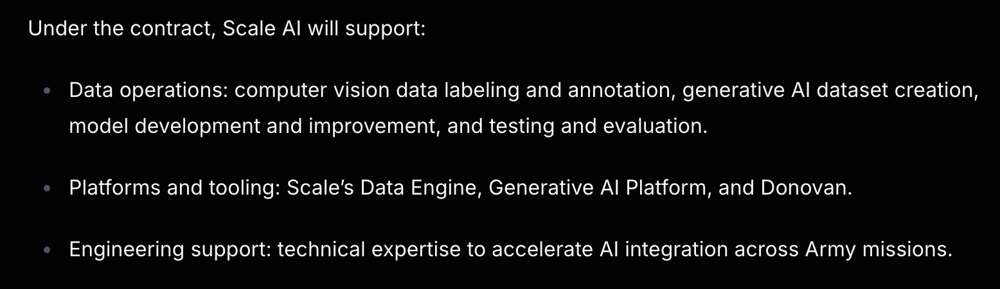 Under the contract, Scale AI will support:
• Data operations: computer vision data labeling and annotation, generative AI dataset creation,
model development and improvement, and testing and evaluation.
• Platforms and tooling: Scale’s Data Engine, Generative AI Platform, and Donovan.
• Engineering support: technical expertise to accelerate AI integration across Army missions.